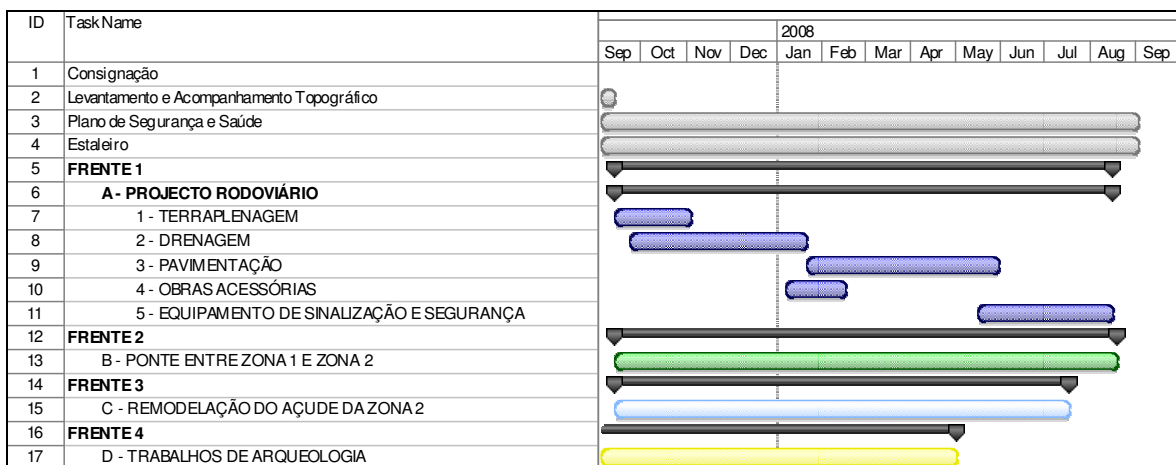 ID Task Name
2008
Sep Oct Nov Dec Jan Feb Mar Apr May Jun Jul Aug Sep
1 Consignação
2 Levantamento e Acompanhamento Topográfico
3 Plano de Segurança e Saúde
4 Estaleiro
5 FRENTE 1
6 A - PROJECTO RODOVIÁRIO
7 1 - TERRAPLENAGEM
8 2 - DRENAGEM
9 3 - PAVIMENTAÇÃO
10 4 - OBRAS ACESSÓRIAS
11 5 - EQUIPAMENTO DE SINALIZAÇÃO E SEGURANÇA
12 FRENTE 2
13 B - PONTE ENTRE ZONA 1 E ZONA 2
14 FRENTE 3
15 C - REMODELAÇÃO DO AÇUDE DA ZONA 2
16 FRENTE 4
17 D - TRABALHOS DE ARQUEOLOGIA